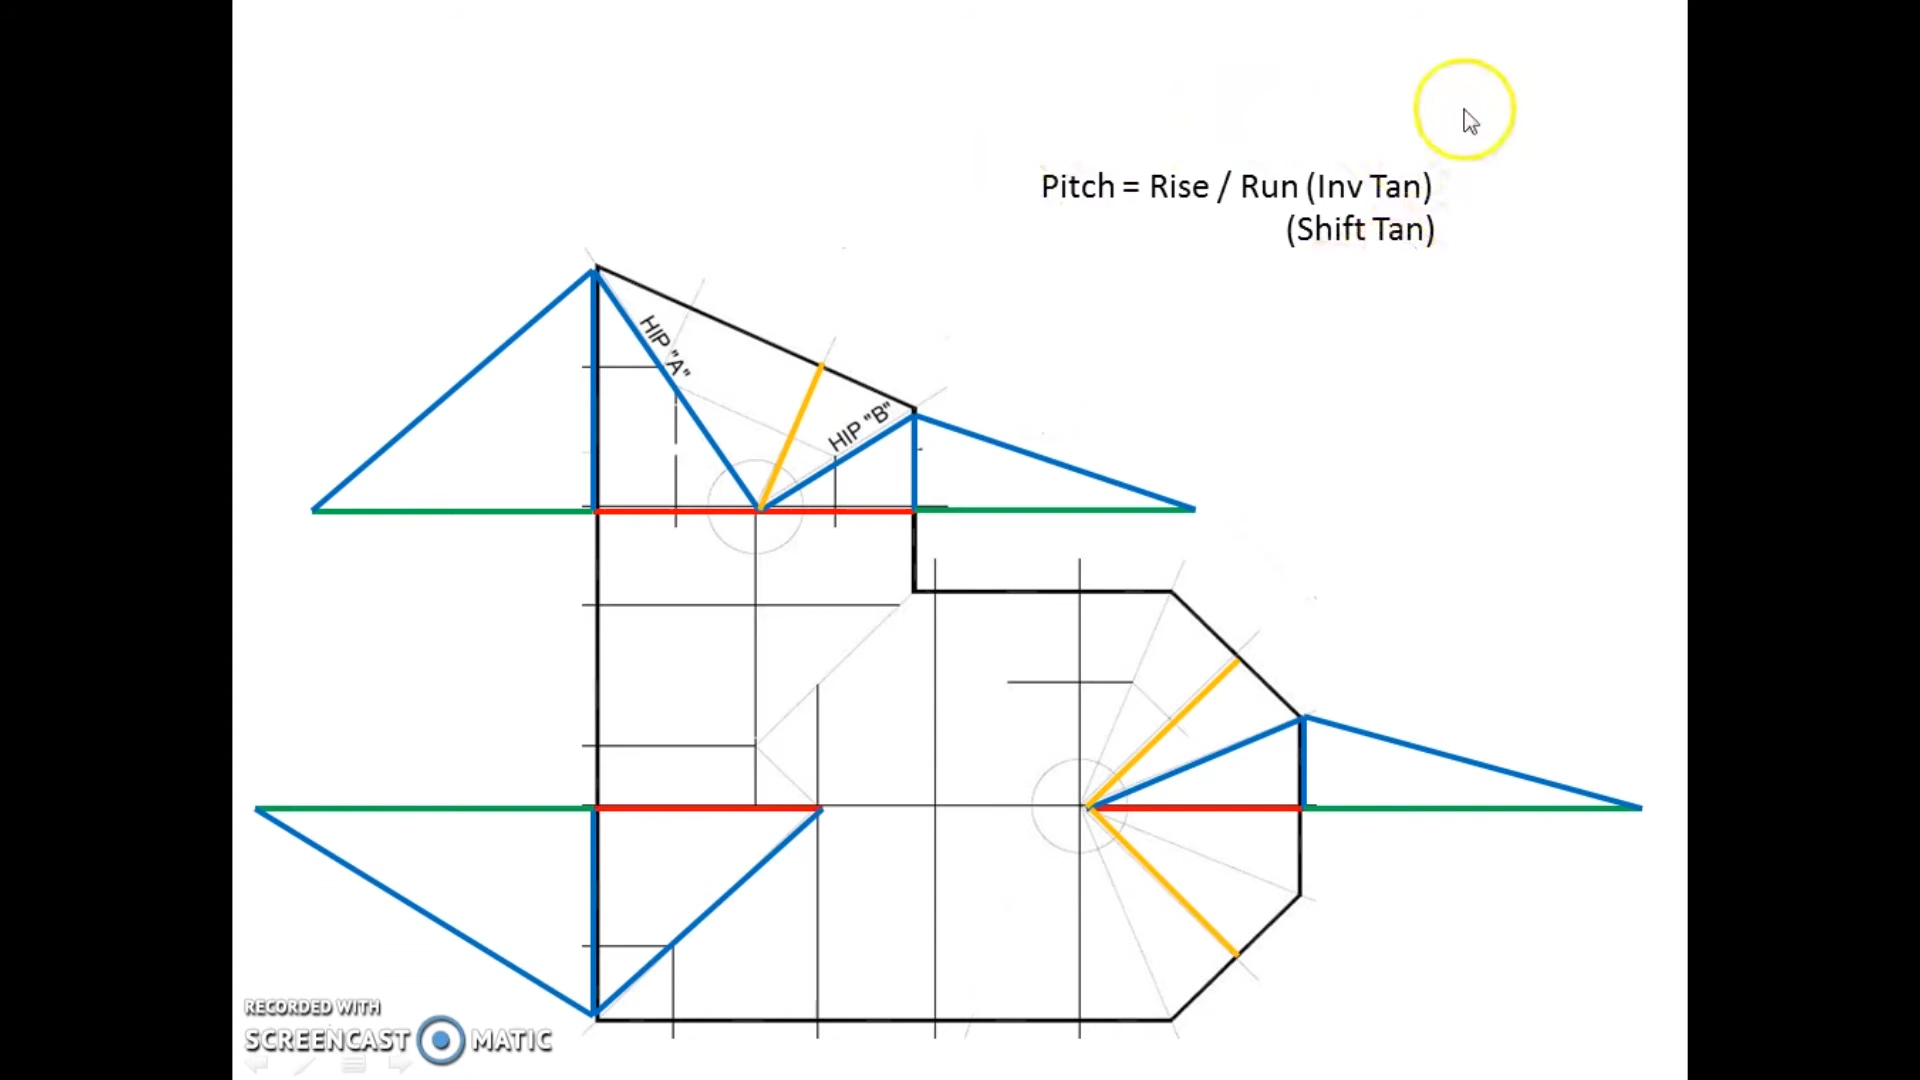 Pitch = Rise / Run (Inv Tan)
(Shift Tan)
HIP "A"
HIP "B"
RECORDED WITH
SCREENCAST MATIC